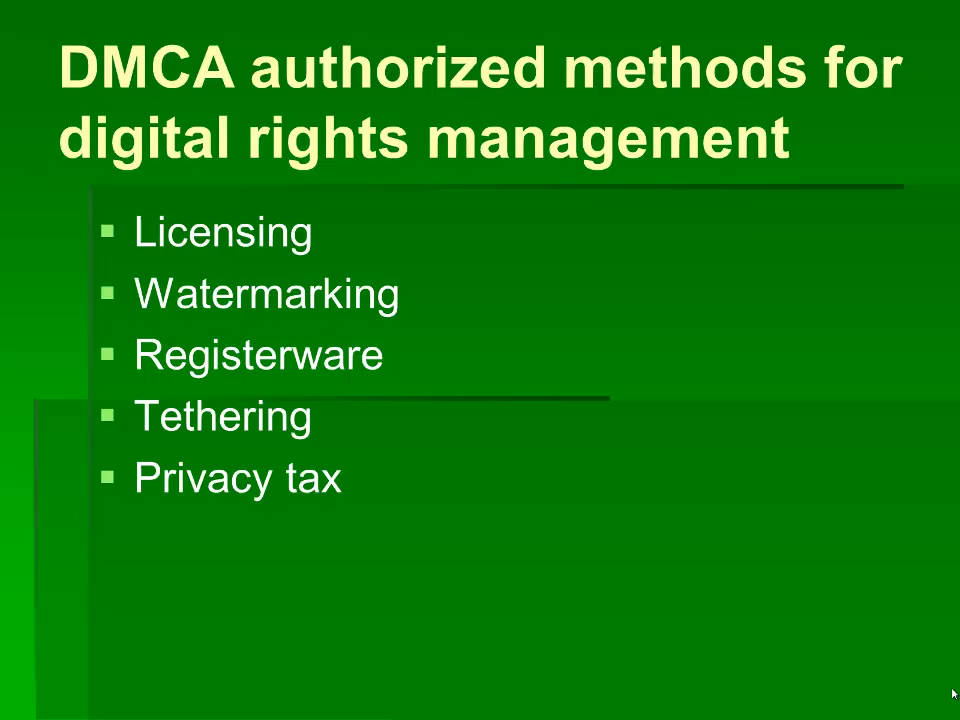 DMCA authorized methods for
digital rights management
Licensing
Watermarking
Registerware
Tethering
Privacy tax